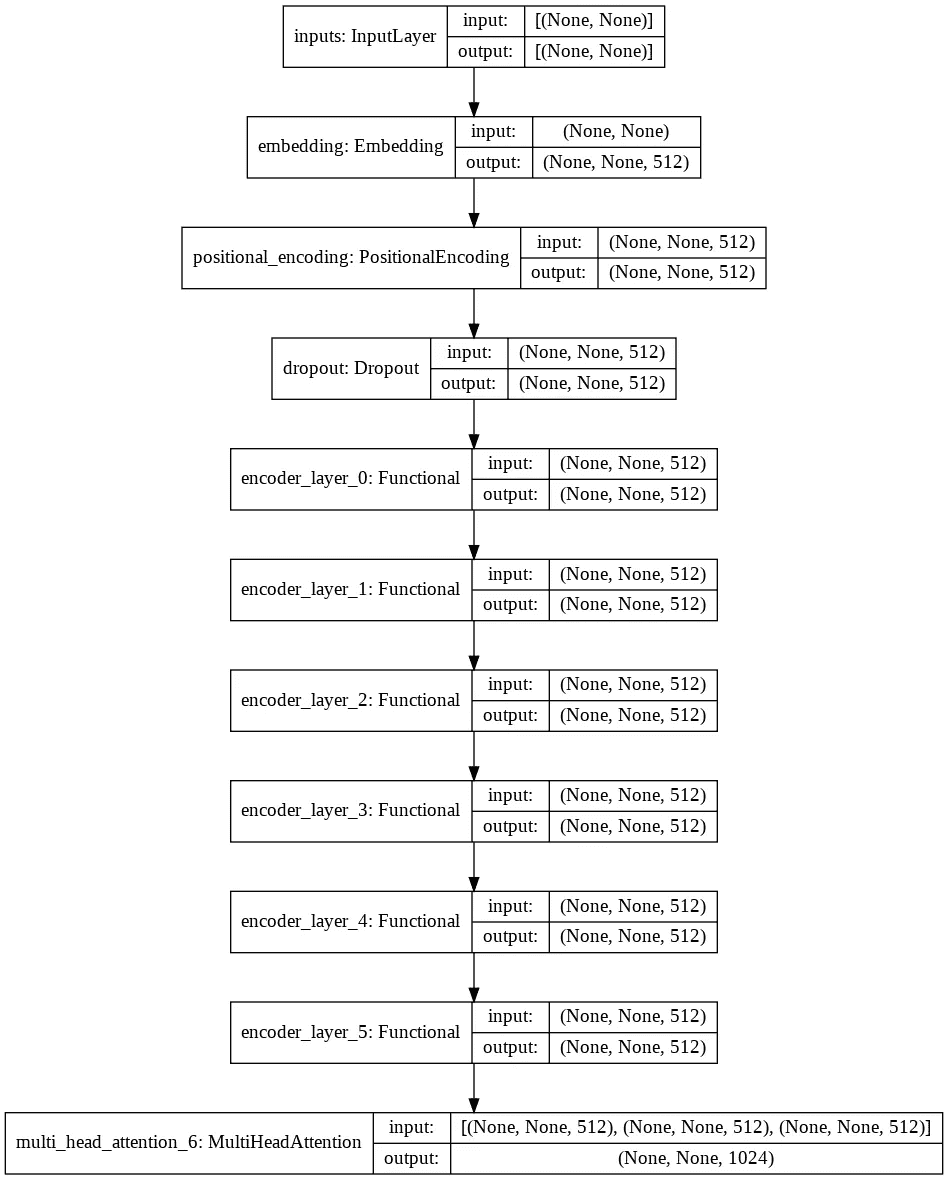 inputs: InputLayer
input: [(None, None)]
output: [(None, None)]
embedding: Embedding
input: (None, None)
output: (None, None, 512)
positional_encoding: PositionalEncoding
input: (None, None, 512)
output: (None, None, 512)
dropout: Dropout
input: (None, None, 512)
output: (None, None, 512)
encoder_layer_0: Functional
input: (None, None, 512)
output: (None, None, 512)
encoder_layer_1: Functional
input: (None, None, 512)
output: (None, None, 512)
encoder_layer_2: Functional
input: (None, None, 512)
output: (None, None, 512)
encoder_layer_3: Functional
input: (None, None, 512)
output: (None, None, 512)
encoder_layer_4: Functional
input: (None, None, 512)
output: (None, None, 512)
encoder_layer_5: Functional
input: (None, None, 512)
output: (None, None, 512)
multi_head_attention_6: MultiHeadAttention
input: [(None, None, 512), (None, None, 512), (None, None, 512)]
output: (None, None, 1024)